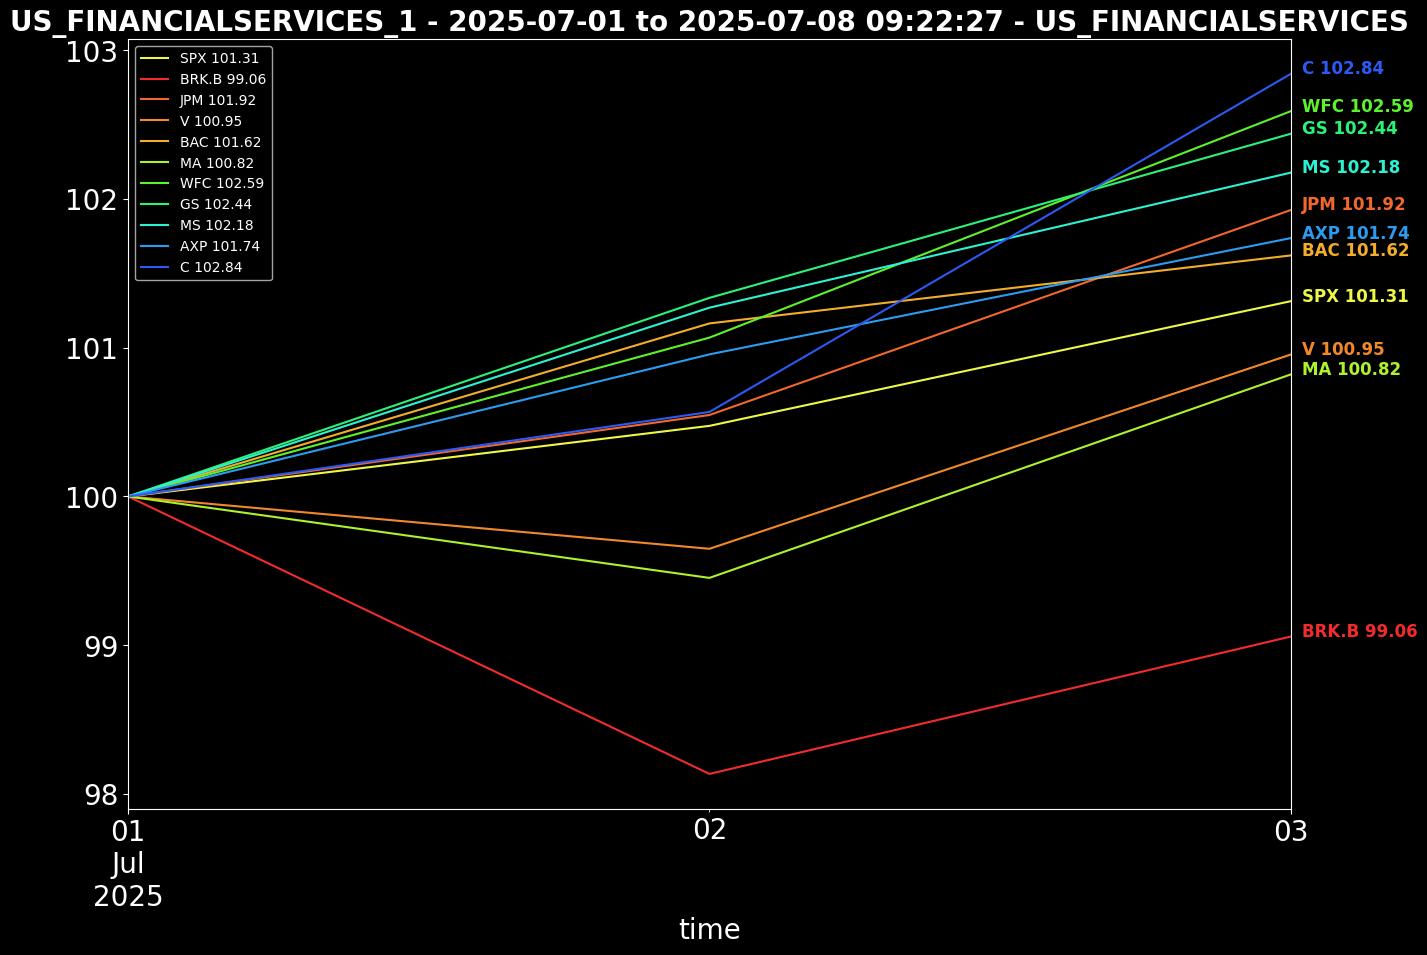 US_FINANCIALSERVICES_1 - 2025-07-01 to 2025-07-08 09:22:27 - US_FINANCIALSERVICES
103
102
101
100
99
98
SPX 101.31
BRK.B 99.06
JPM 101.92
V 100.95
BAC 101.62
MA 100.82
WFC 102.59
GS 102.44
MS 102.18
AXP 101.74
C 102.84
C 102.84
WFC 102.59
GS 102.44
MS 102.18
JPM 101.92
AXP 101.74
BAC 101.62
SPX 101.31
V 100.95
MA 100.82
BRK.B 99.06
01 02 03
Jul
2025
time